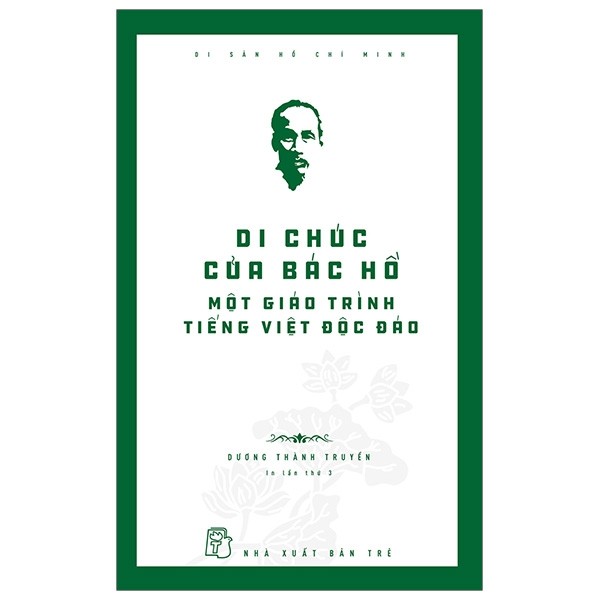 DI SẢN HỒ CHÍ MINH
DI CHÚC
CỦA BÁC HỒ
MỘT GIÁO TRÌNH
TIẾNG VIỆT ĐỘC ĐÁO
DƯƠNG THÀNH TRUYỀN
In lần thứ 3
T
NHÀ XUẤT BẢN TRẺ